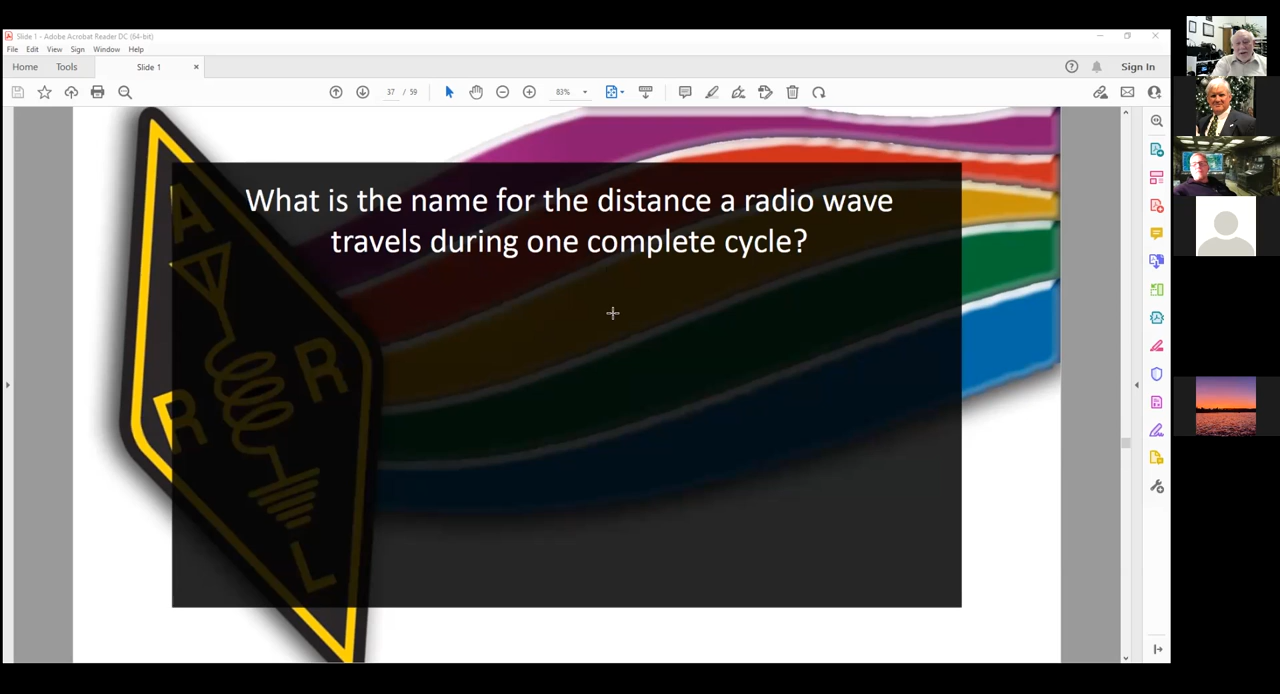 Slide 1 - Adobe Acrobat Reader DC (64-bit)
File Edit View Sign Window Help
Home Tools Slide 1 × Sign In
37 / 59 83%
What is the name for the distance a radio wave
travels during one complete cycle?
A
R R
L